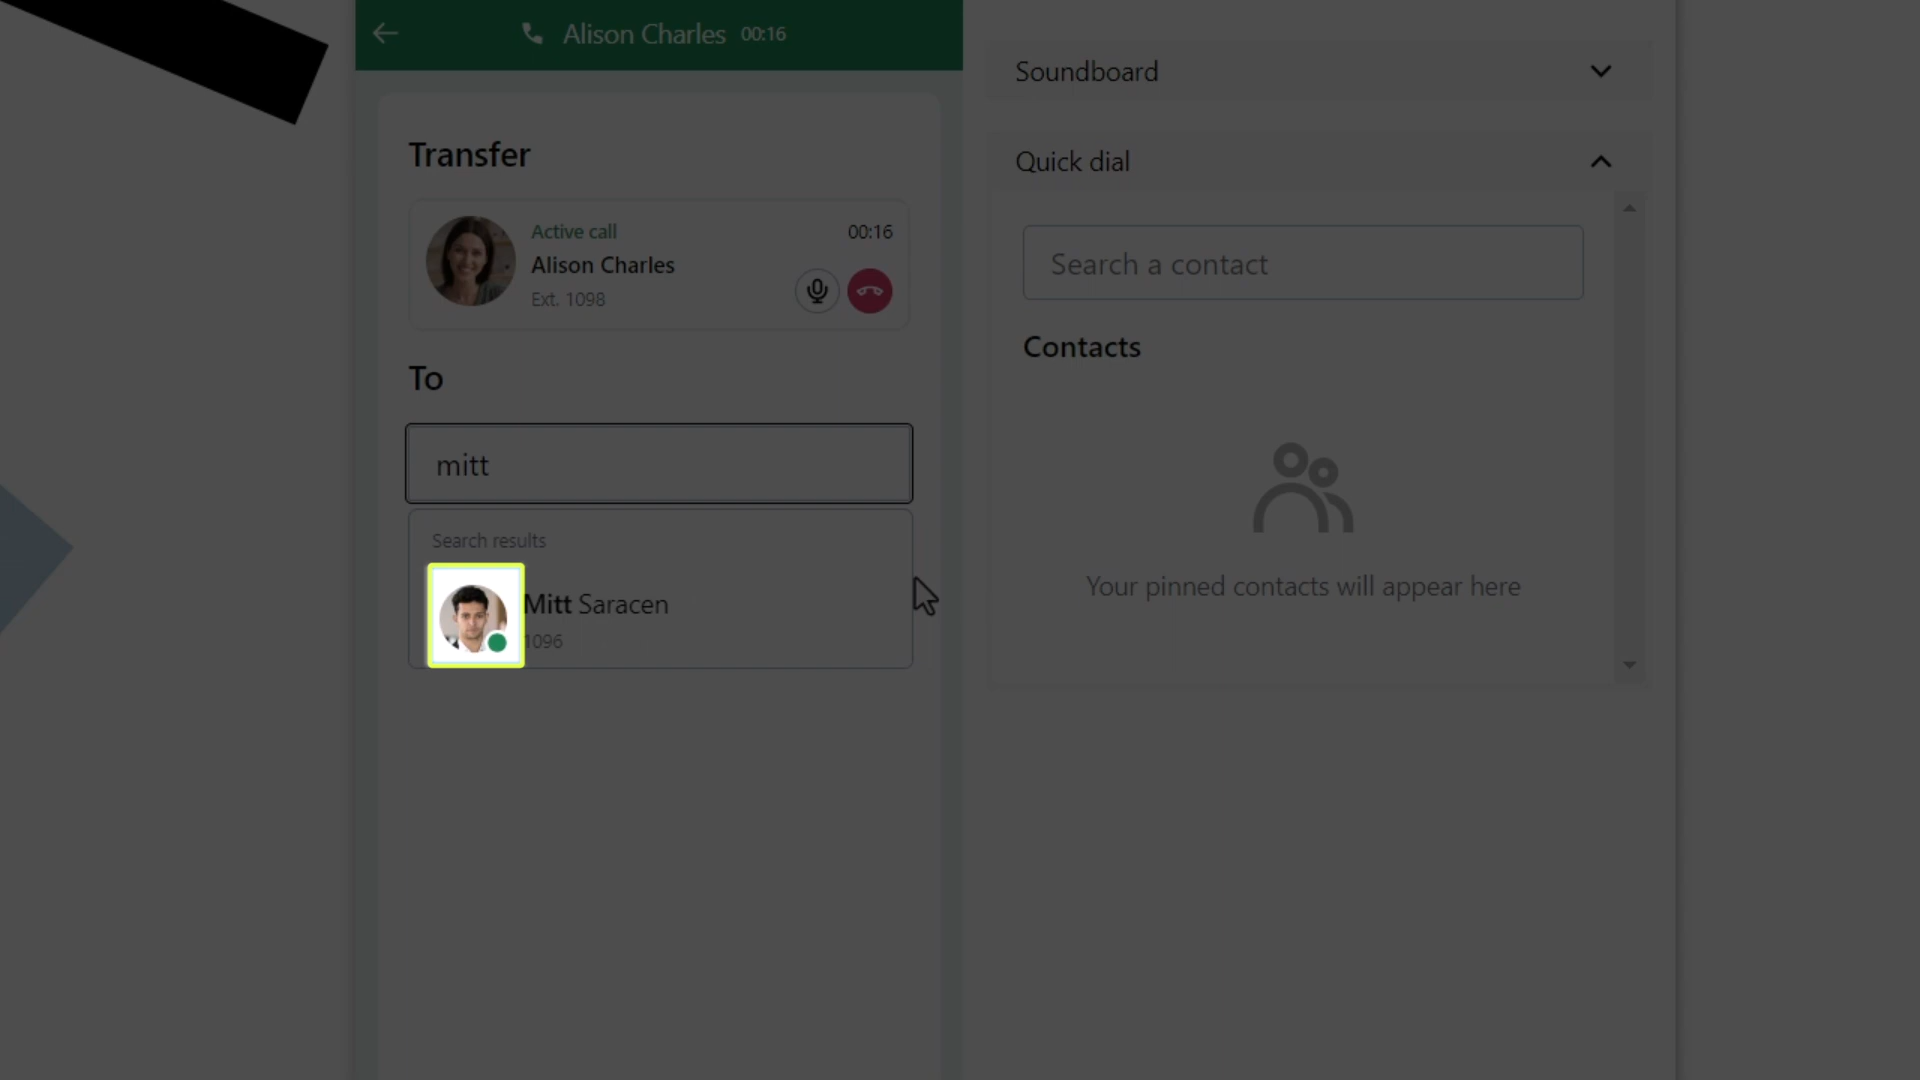 Alison Charles 00:16
Transfer
Active call 00:16
Alison Charles
Ext. 1098
To
mitt
Search results
Mitt Saracen
1096
Soundboard
Quick dial
Search a contact
Contacts
Your pinned contacts will appear here